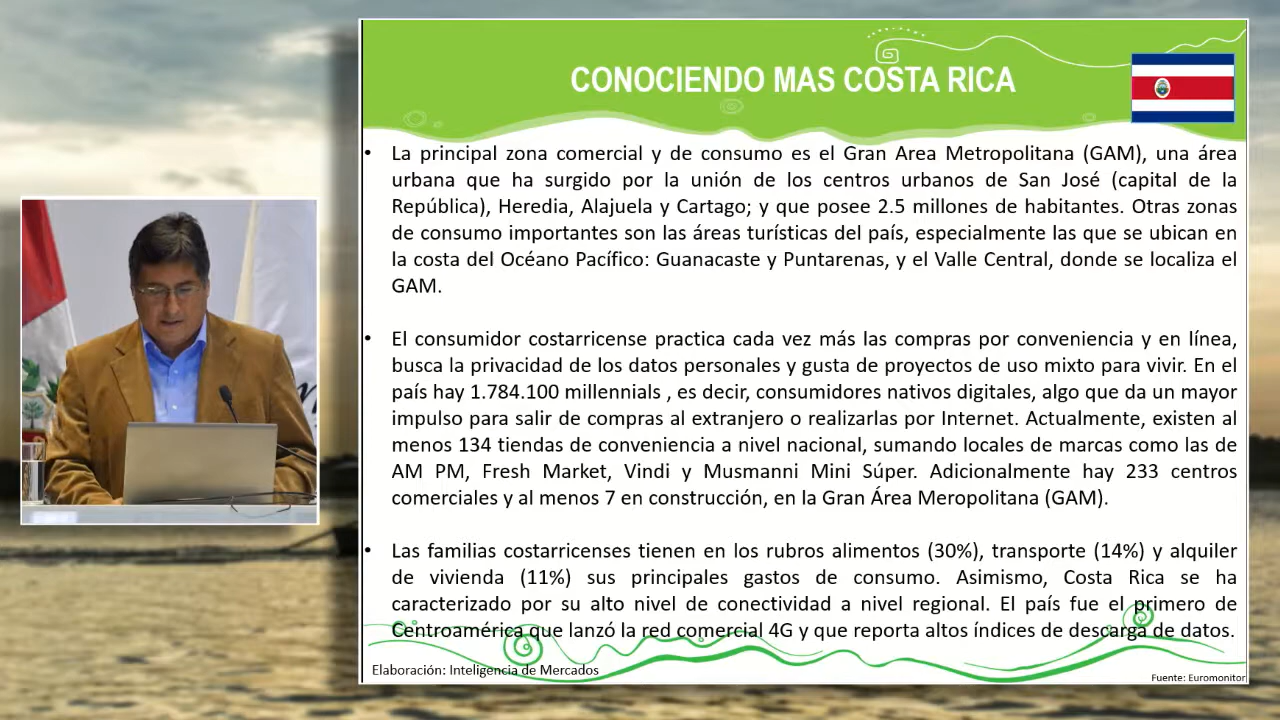 CONOCIENDO MAS COSTA RICA
• La principal zona comercial y de consumo es el Gran Area Metropolitana (GAM), una área
urbana que ha surgido por la unión de los centros urbanos de San José (capital de la
República), Heredia, Alajuela y Cartago; y que posee 2.5 millones de habitantes. Otras zonas
de consumo importantes son las áreas turísticas del país, especialmente las que se ubican en
la costa del Océano Pacífico: Guanacaste y Puntarenas, y el Valle Central, donde se localiza el
GAM.
• El consumidor costarricense practica cada vez más las compras por conveniencia y en línea,
busca la privacidad de los datos personales y gusta de proyectos de uso mixto para vivir. En el
país hay 1.784.100 millennials , es decir, consumidores nativos digitales, algo que da un mayor
impulso para salir de compras al extranjero o realizarlas por Internet. Actualmente, existen al
menos 134 tiendas de conveniencia a nivel nacional, sumando locales de marcas como las de
AM PM, Fresh Market, Vindi y Musmanni Mini Súper. Adicionalmente hay 233 centros
comerciales y al menos 7 en construcción, en la Gran Área Meropolitana (GAM).
• Las familias costarricenses tienen en los rubros alimentos (30%), transporte (14%) y alquiler
de vivienda (11%) sus principales gastos de consumo. Asimismo, Costa Rica se ha
caracterizado por su alto nivel de conectividad a nivel regional. El país fue el primero de
Centroamérica que lanzó la red comercial 4G y que reporta altos índices de descarga de datos.
Elaboración: Inteligencia de Mercados
Fuente: Euromonitor